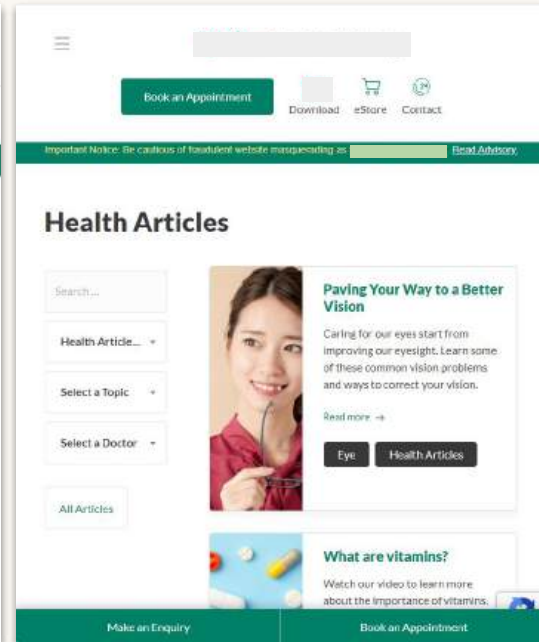 Book an Appointment
Download eStore Contact
Important Notice: Be cautious of fraudulent website masquerading as
Read Advisory.
Health Articles
Search ...
Health Article...
Select a Topic
Select a Doctor
All Articles
Paving Your Way to a Better
Vision
Caring for our eyes start from
improving our eyesight. Learn some
of these common vision problems
and ways to correct your vision.
Read more →
Eye
Health Articles
What are vitamins?
Watch our video to learn more
about the importance of vitamins.
Make an Enquiry
Book an Appointment